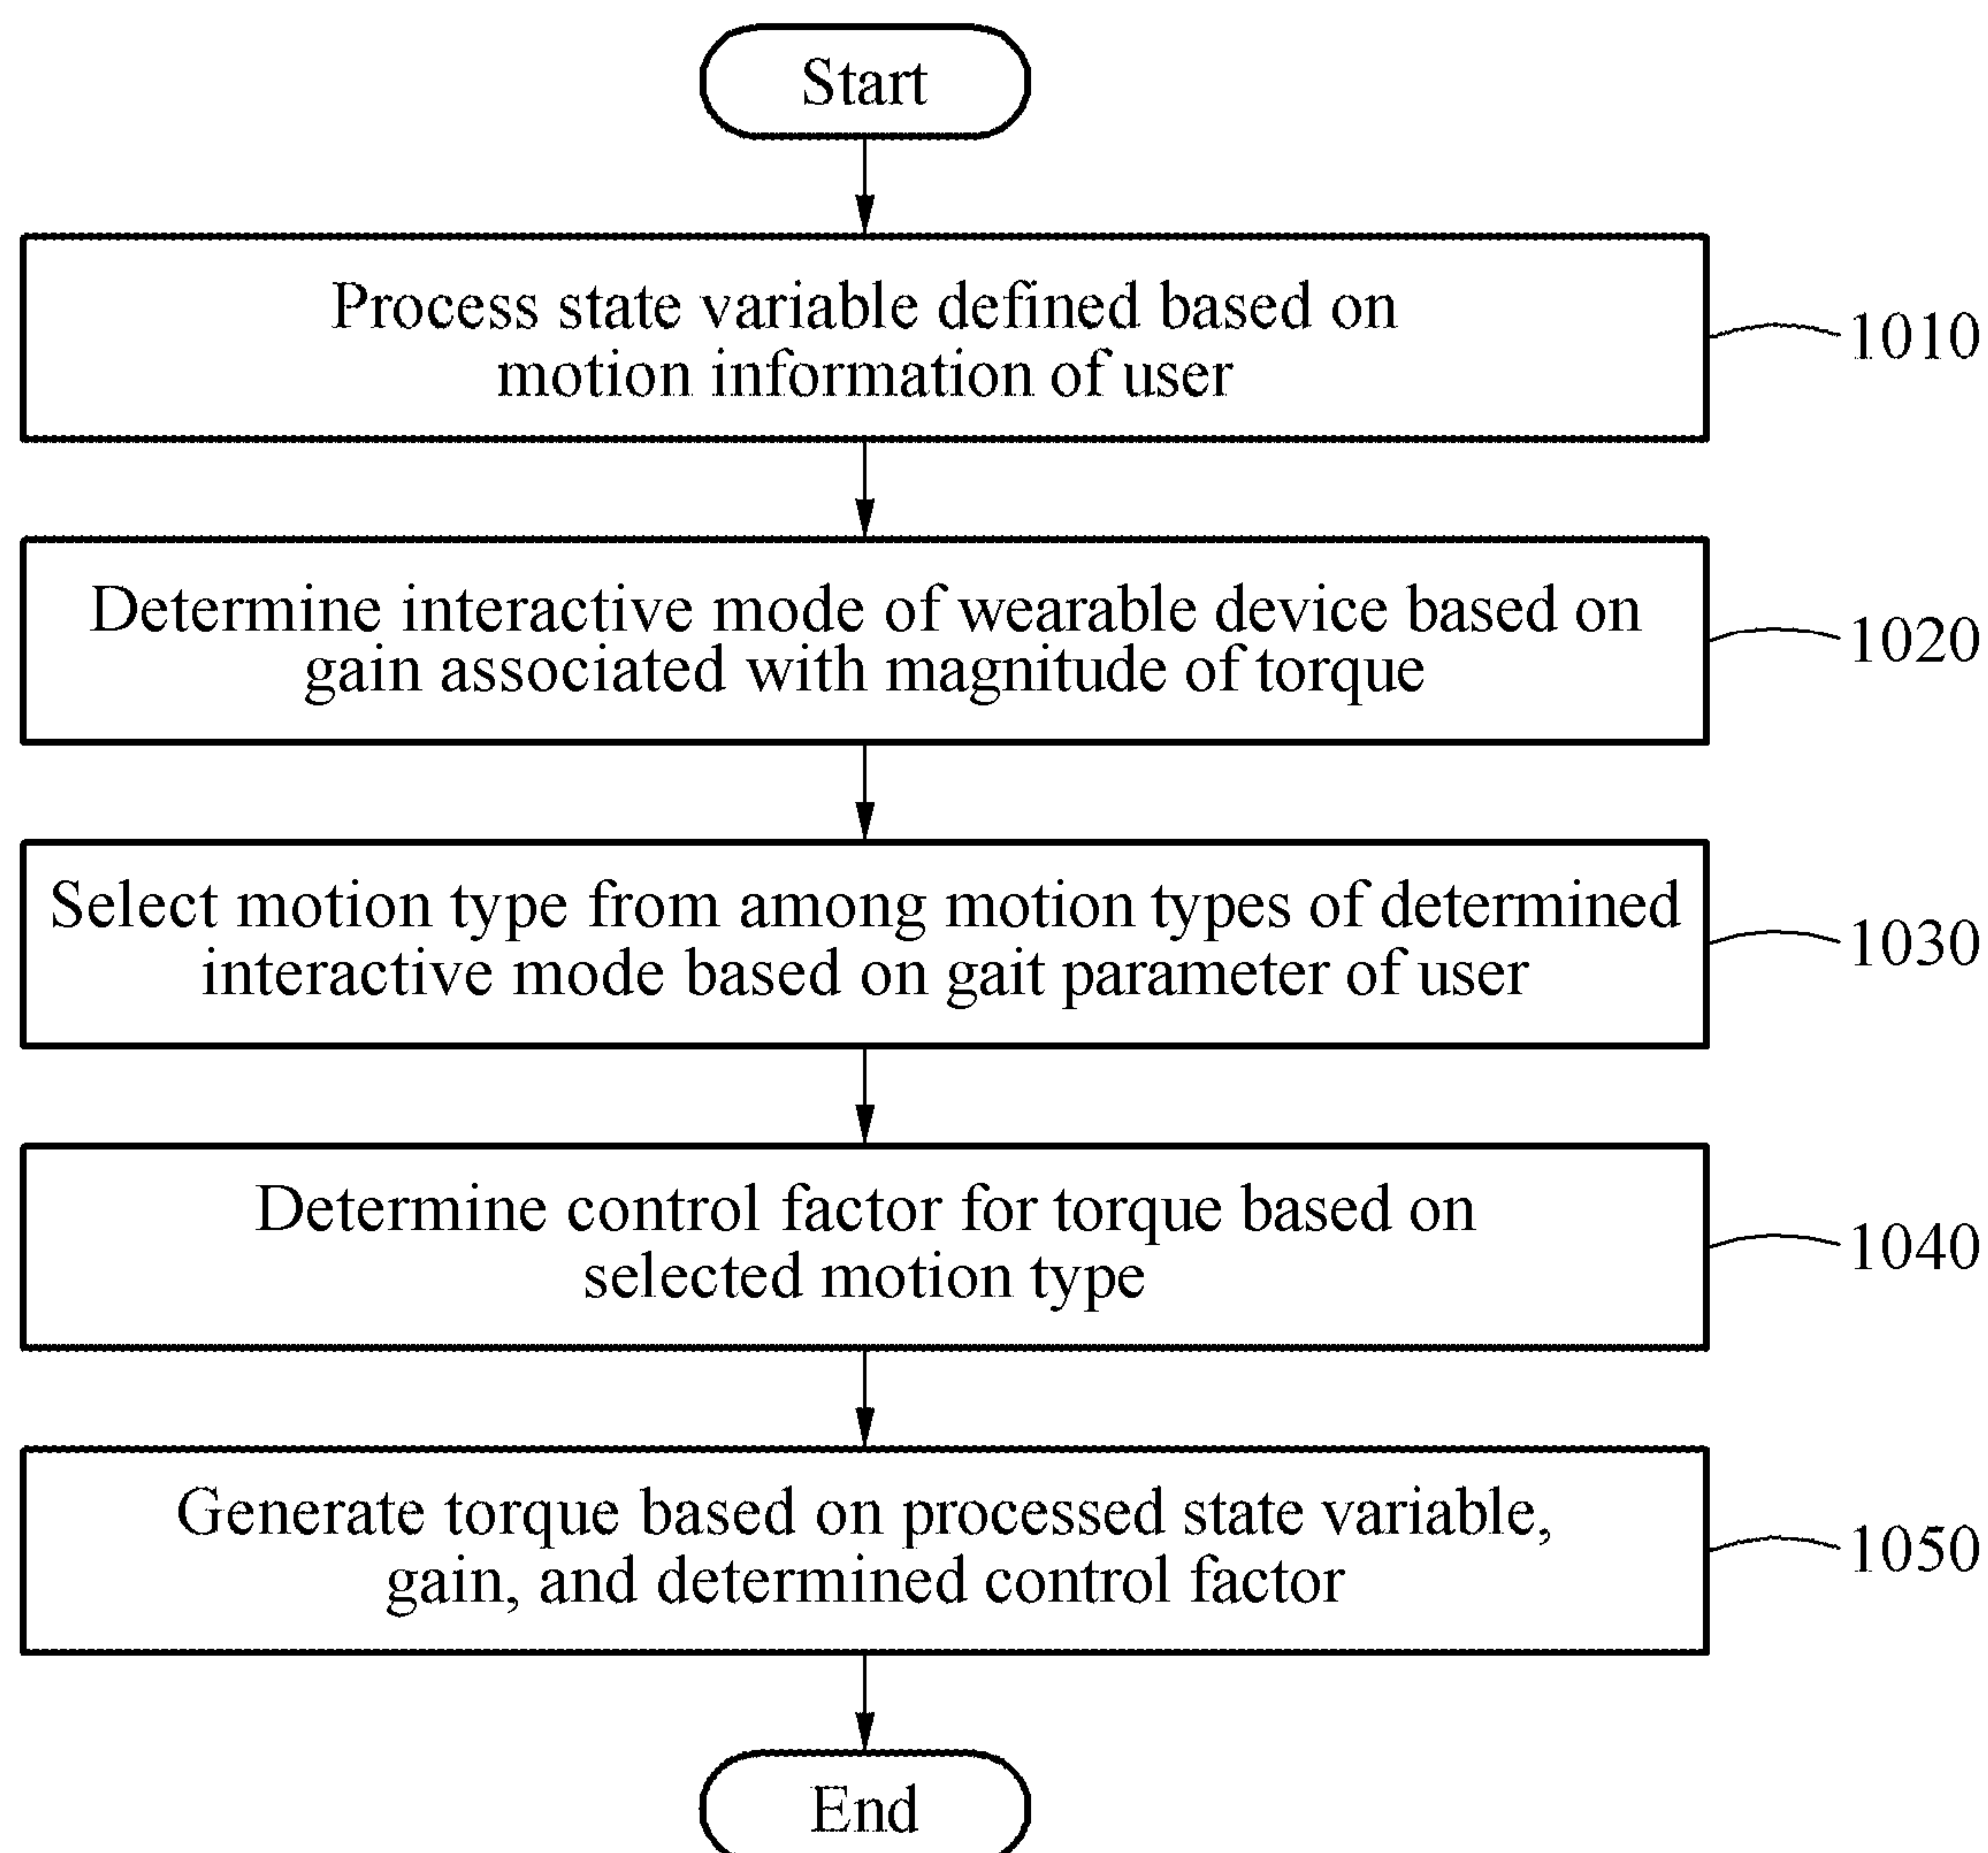 Start
Process state variable defined based on
motion information of user
1010
Determine interactive mode of wearable device based on
gain associated with magnitude of torque
1020
Select motion type from among motion types of determined
interactive mode based on gait parameter of user
1030
Determine control factor for torque based on
selected motion type
1040
Generate torque based on processed state variable,
gain, and determined control factor
1050
End